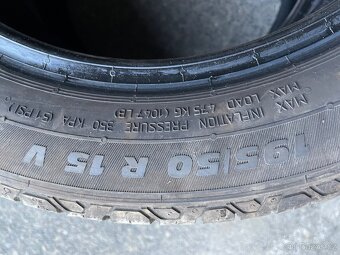 MAX LOAD 475 KG (1047 LB)
MAX INFLATION PRESSURE 350 KPA (51 PSI)
195/50 R 15 V